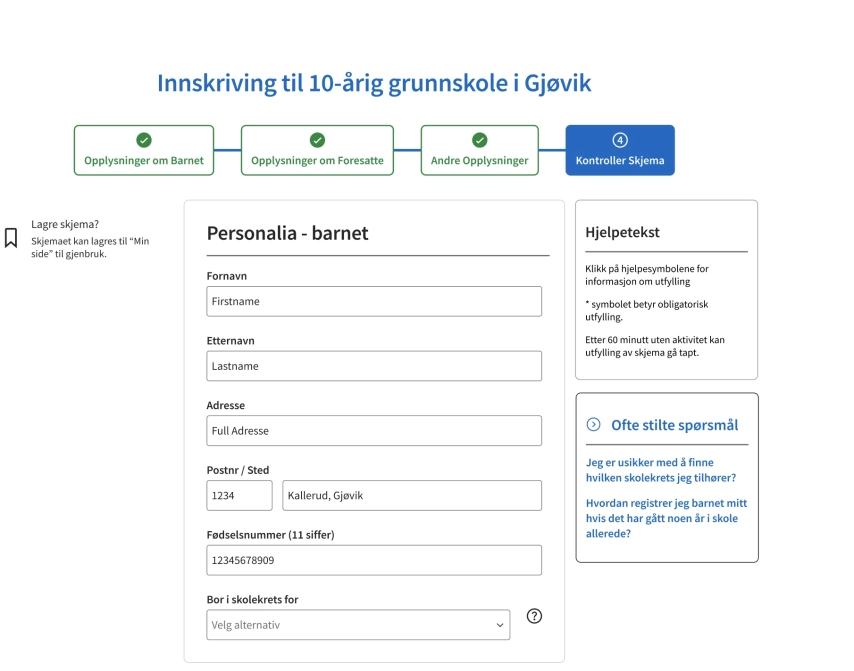 Innskriving til 10-årig grunnskole i Gjøvik
Opplysninger om Barnet
Opplysninger om Foresatte
Andre Opplysninger
4
Kontroller Skjema
Lagre skjema?
Skjemaet kan lagres til “Min
side” til gjenbruk.
Personalia - barnet
Fornavn
Firstname
Etternavn
Lastname
Adresse
Full Adresse
Postnr / Sted
1234
Kallerud, Gjøvik
Fødselsnummer (11 siffer)
12345678909
Bor i skolekrets for
Velg alternativ
?
Hjelpetekst
Klikk på hjelpesymbolene for
informasjon om utfylling
* symbolet betyr obligatorisk
utfylling.
Etter 60 minutt uten aktivitet kan
utfylling av skjema gå tapt.
Ofte stilte spørsmål
Jeg er usikker med å finne
hvilken skolekrets jeg tilhører?
Hvordan registrer jeg barnet mitt
hvis det har gått noen år i skole
allerede?